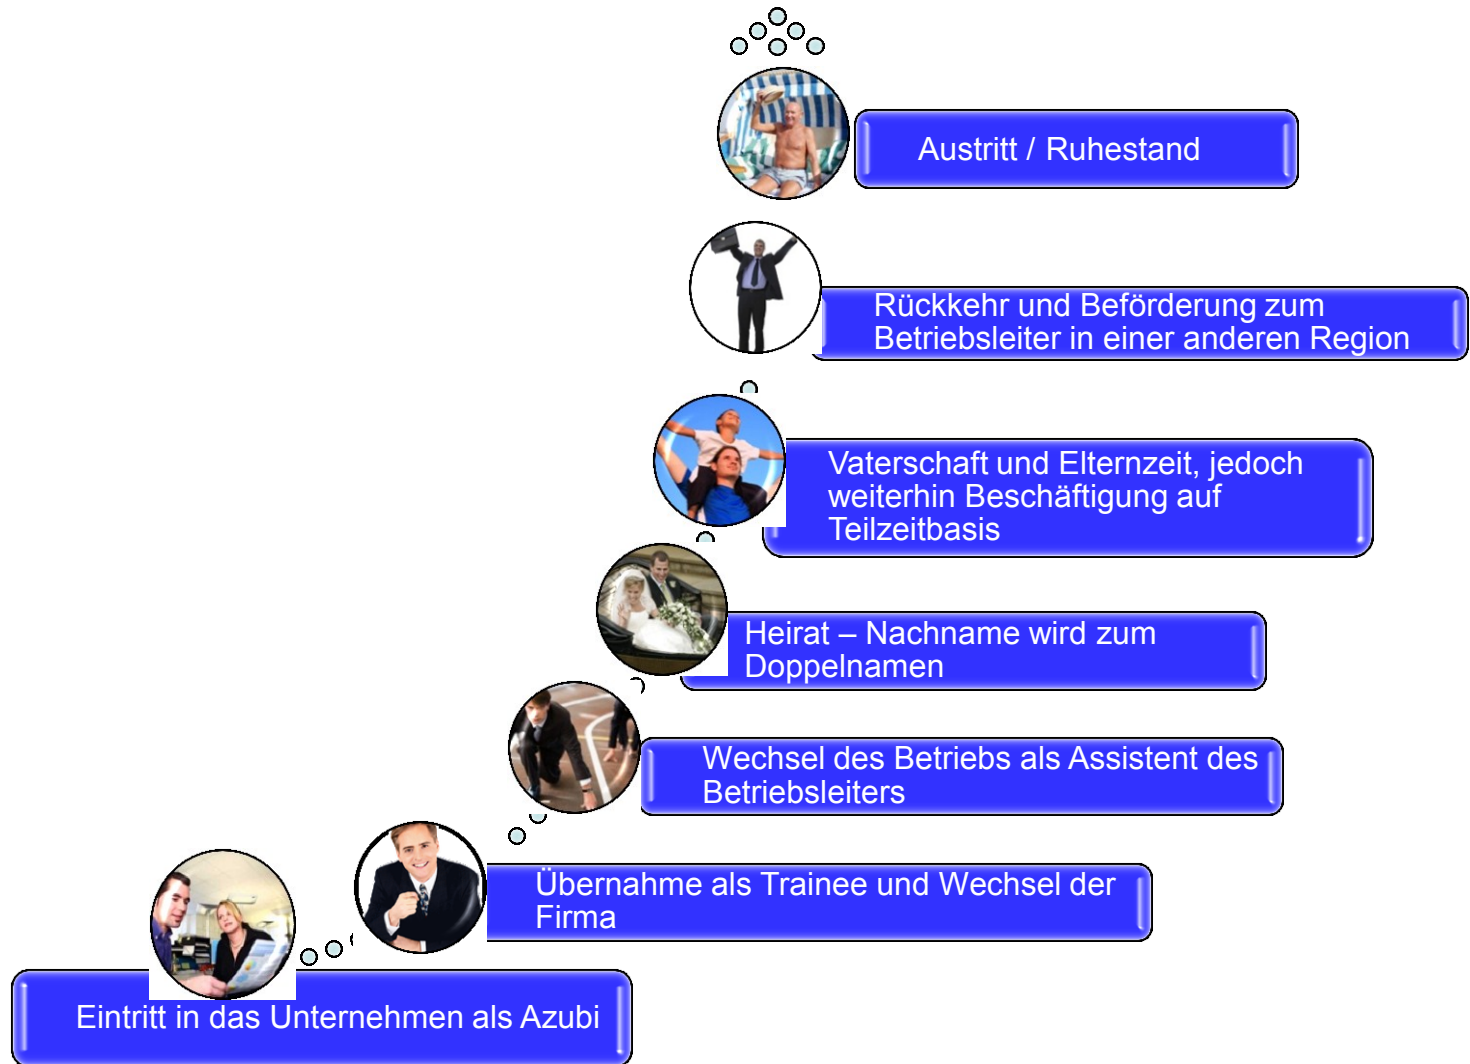 Austritt / Ruhestand
Rückkehr und Beförderung zum
Betriebsleiter in einer anderen Region
Vaterschaft und Elternzeit, jedoch
weiterhin Beschäftigung auf
Teilzeitbasis
Heirat – Nachname wird zum
Doppelnamen
Wechsel des Betriebs als Assistent des
Betriebsleiters
Übernahme als Trainee und Wechsel der
Firma
Eintritt in das Unternehmen als Azubi